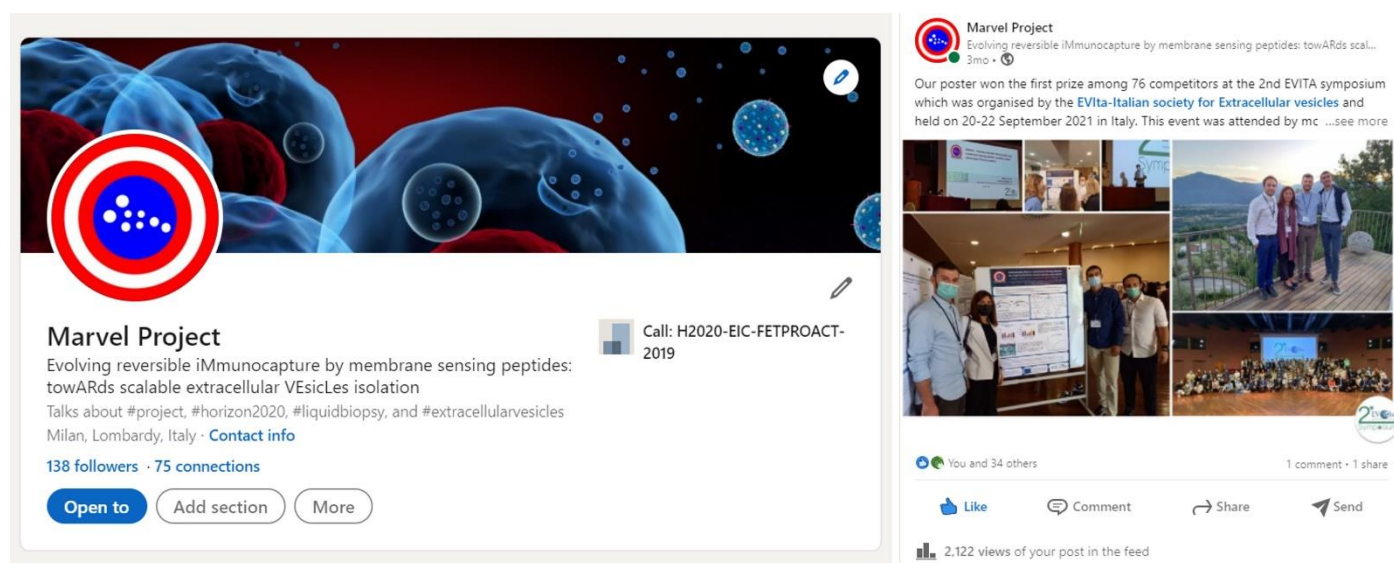 Marvel Project
Evolving reversible iMmunocapture by membrane sensing peptides:
towARds scalable extracellular VEsicLes isolation
Talks about #project, #horizon2020, #liquidbiopsy, and #extracellularvesicles
Milan, Lombardy, Italy · Contact info
138 followers · 75 connections
Open to
Add section
More
Call: H2020-EIC-FETPROACT-
2019
Marvel Project
Evolving reversible iMmunocapture by membrane sensing peptides: towARds scal...
3mo •
Our poster won the first prize among 76 competitors at the 2nd EVITA symposium
which was organised by the EVIta-Italian society for Extracellular vesicles and
held on 20-22 September 2021 in Italy. This event was attended by mc ...see more
You and 34 others
1 comment • 1 share
Like
Comment
Share
Send
2,122 views of your post in the feed